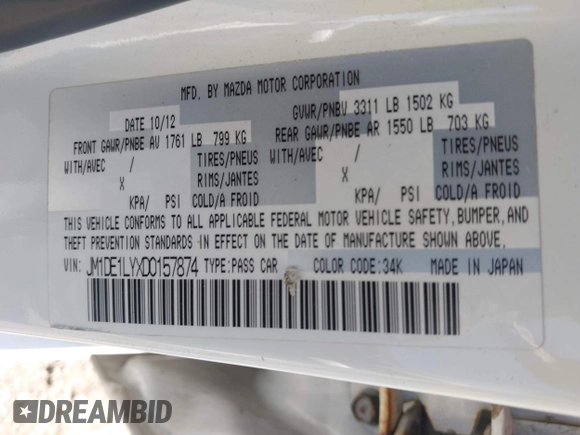 MFD. BY MAZDA MOTOR CORPORATION
DATE 10/12 GVWR/PNBV 3311 LB 1502 KG
FRONT GAWR/PNBE AV 1761 LB 799 KG REAR GAWR/PNBE AR 1550 LB 703 KG
WITH/AVEC / TIRES/PNEUS WITH/AVEC / TIRES/PNEUS
X RIMS/JANTES X RIMS/JANTES
KPA/ PSI COLD/A FROID KPA/ PSI COLD/A FROID
THIS VEHICLE CONFORMS TO ALL APPLICABLE FEDERAL MOTOR VEHICLE SAFETY, BUMPER, AND
THEFT PREVENTION STANDARDS IN EFFECT ON THE DATE OF MANUFACTURE SHOWN ABOVE.
VIN: JM1DE1LYXD0157874 TYPE:PASS CAR COLOR CODE:34K MADE IN JAPAN
DREAMBID